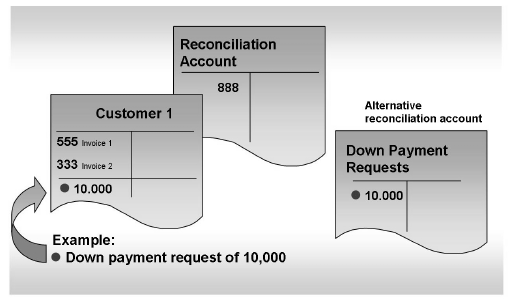 Reconciliation
Account
888
Customer 1
555 Invoice 1
333 Invoice 2
● 10.000
Alternative
reconciliation account
Down Payment
Requests
● 10.000
Example:
● Down payment request of 10,000